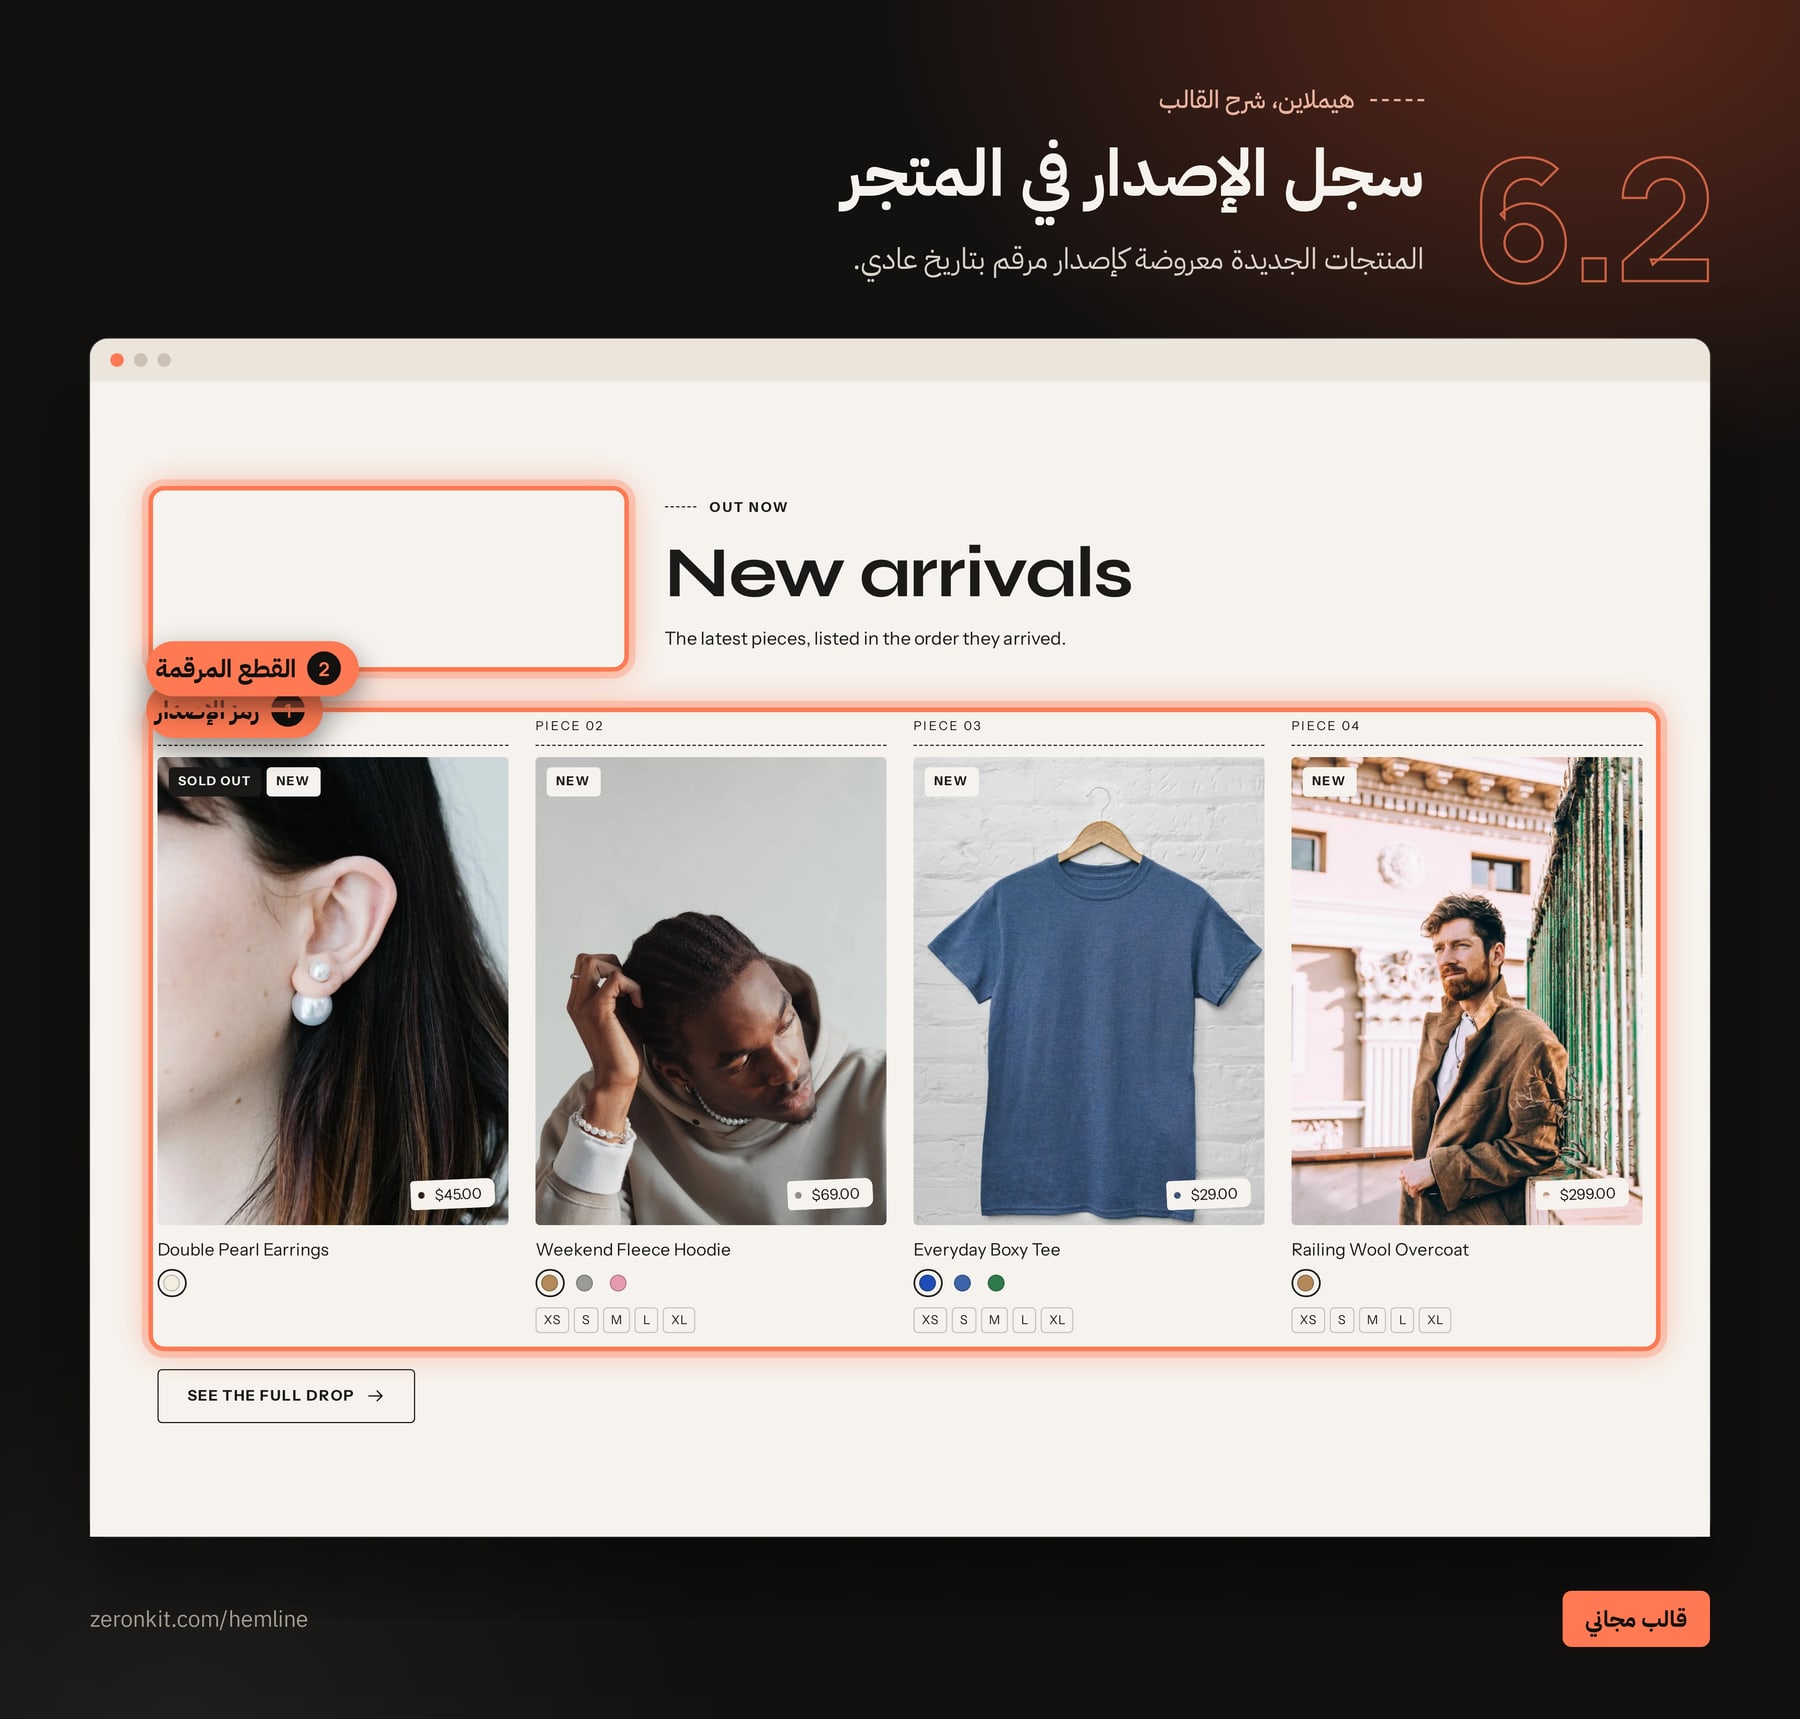 هيملاين، شرح القالب
6.2
سجل الإصدار في المتجر
المنتجات الجديدة معروضة كإصدار مرقم بتاريخ عادي.
OUT NOW
New arrivals
The latest pieces, listed in the order they arrived.
2 القطع المرقمة
1 رمز الإصدار
PIECE 02
PIECE 03
PIECE 04
SOLD OUT NEW
NEW
NEW
NEW
$45.00
$69.00
$29.00
$299.00
Double Pearl Earrings
Weekend Fleece Hoodie
Everyday Boxy Tee
Railing Wool Overcoat
XS S M L XL
XS S M L XL
XS S M L XL
SEE THE FULL DROP →
قالب مجاني
zeronkit.com/hemline